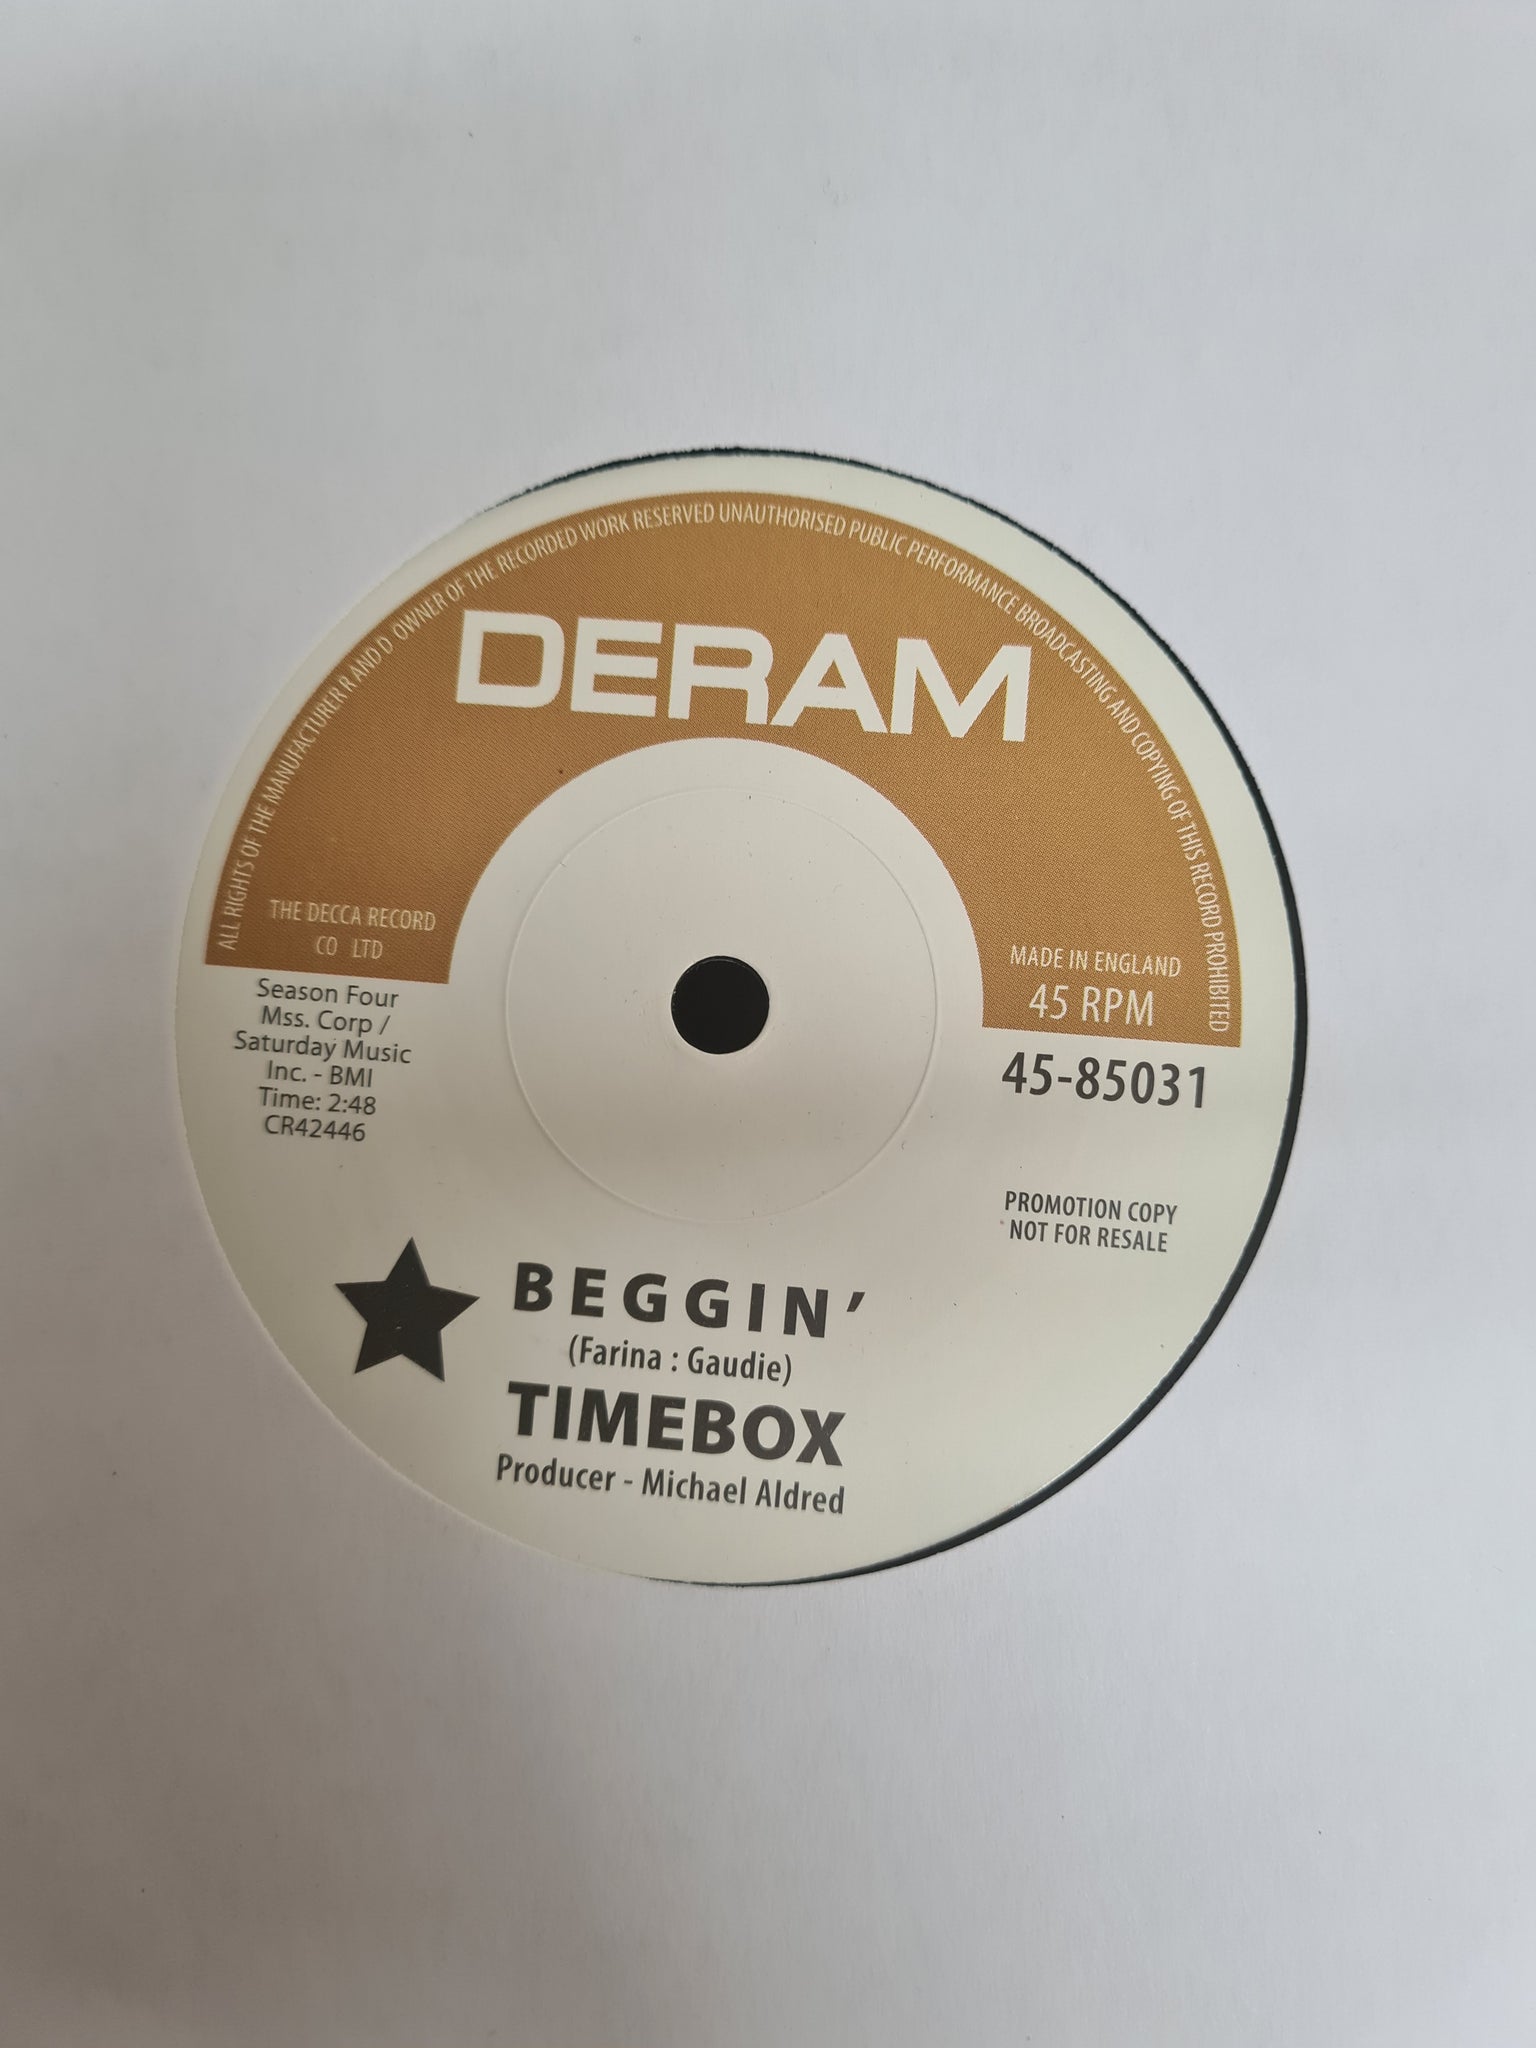 ALL RIGHTS OF THE MANUFACTURER R AND D OWNER OF THE RECORDED WORK RESERVED UNAUTHORISED PUBLIC PERFORMANCE BROADCASTING AND COPYING OF THIS RECORD PROHIBITED
DERAM
THE DECCA RECORD
CO LTD
MADE IN ENGLAND
45 RPM
Season Four
Mss. Corp /
Saturday Music
Inc. - BMI
Time: 2:48
CR42446
45-85031
PROMOTION COPY
NOT FOR RESALE
BEGGIN'
(Farina : Gaudie)
TIMEBOX
Producer - Michael Aldred